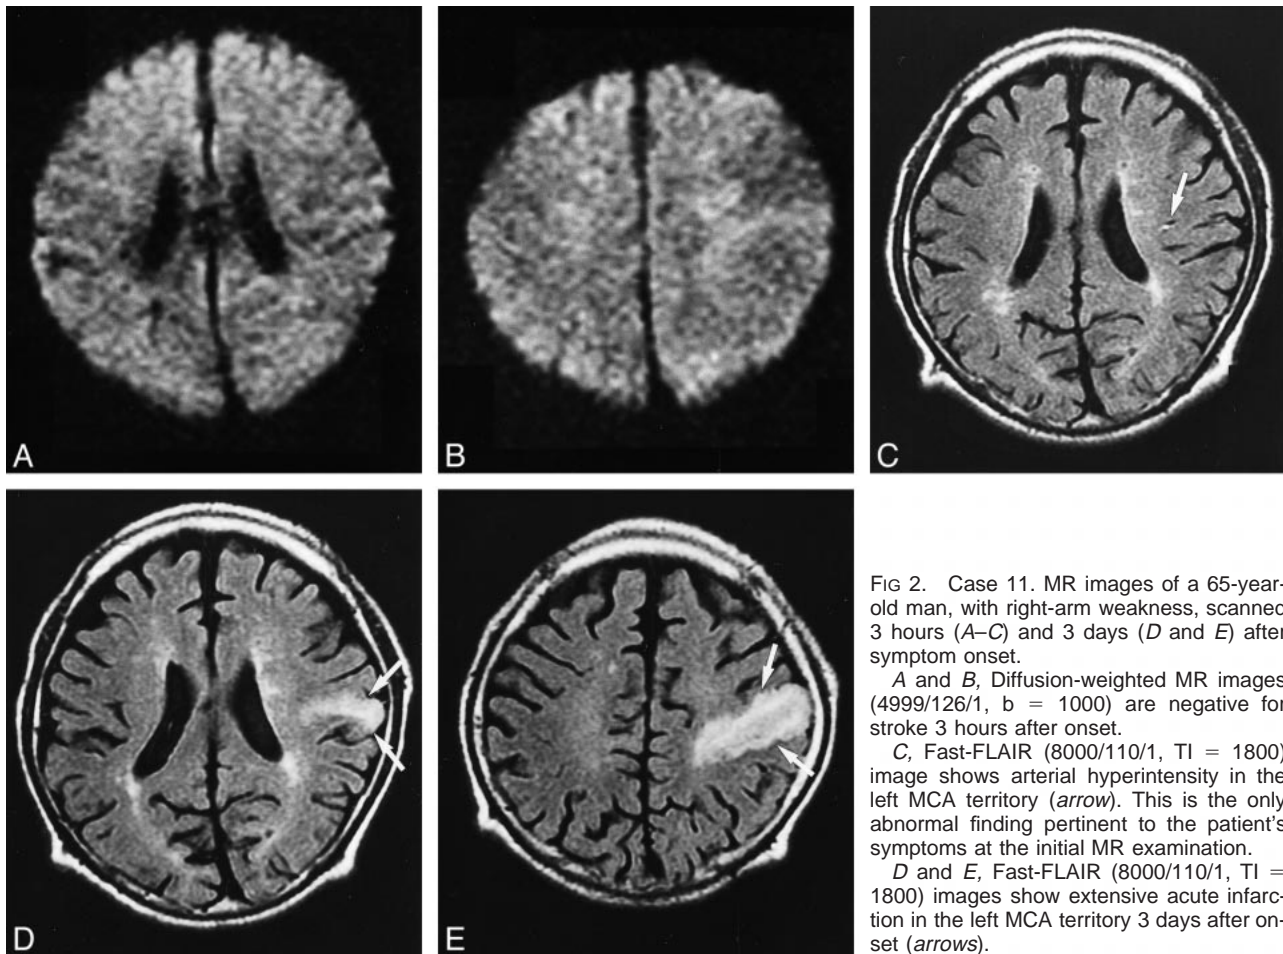 A
B
C
D
E
FIG 2. Case 11. MR images of a 65-year-
old man, with right-arm weakness, scanned
3 hours (A–C) and 3 days (D and E) after
symptom onset.
A and B, Diffusion-weighted MR images
(4999/126/1, b = 1000) are negative for
stroke 3 hours after onset.
C, Fast-FLAIR (8000/110/1, TI = 1800)
image shows arterial hyperintensity in the
left MCA territory (arrow). This is the only
abnormal finding pertinent to the patient's
symptoms at the initial MR examination.
D and E, Fast-FLAIR (8000/110/1, TI =
1800) images show extensive acute infarc-
tion in the left MCA territory 3 days after on-
set (arrows).